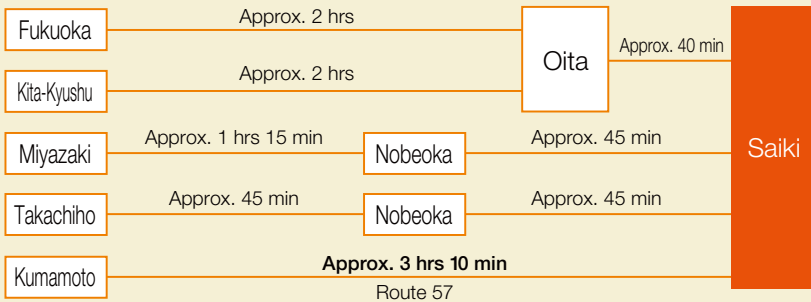 Fukuoka
Approx. 2 hrs
Kita-Kyushu
Approx. 2 hrs
Oita
Approx. 40 min
Miyazaki
Approx. 1 hrs 15 min
Nobeoka
Approx. 45 min
Takachiho
Approx. 45 min
Nobeoka
Approx. 45 min
Kumamoto
Approx. 3 hrs 10 min
Route 57
Saiki